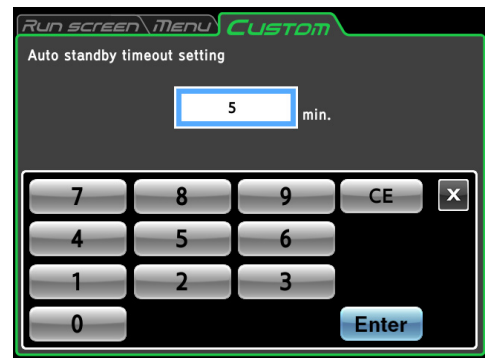 Run screen \ Menu \ Custom
Auto standby timeout setting
5 min.
7 8 9 CE X
4 5 6
1 2 3
0 Enter